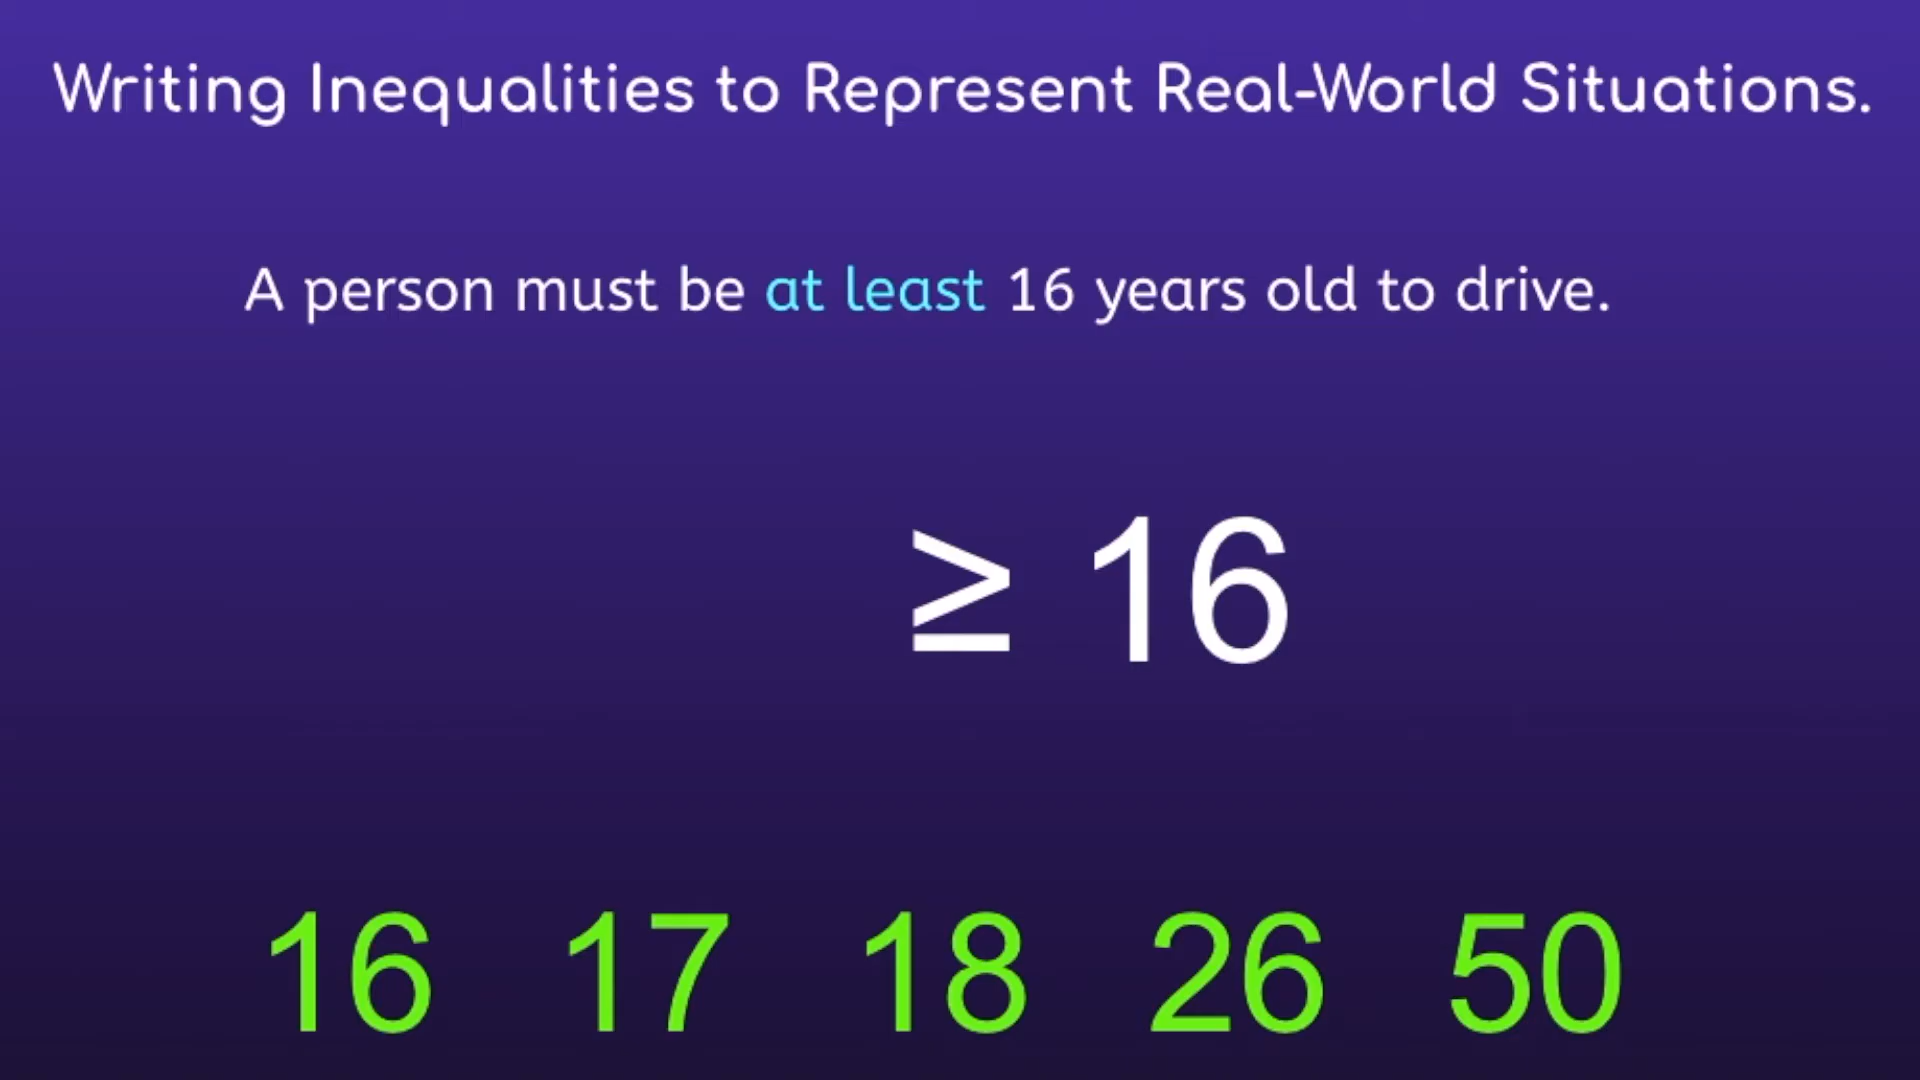 Writing Inequalities to Represent Real-World Situations.
A person must be at least 16 years old to drive.
≥ 16
16 17 18 26 50